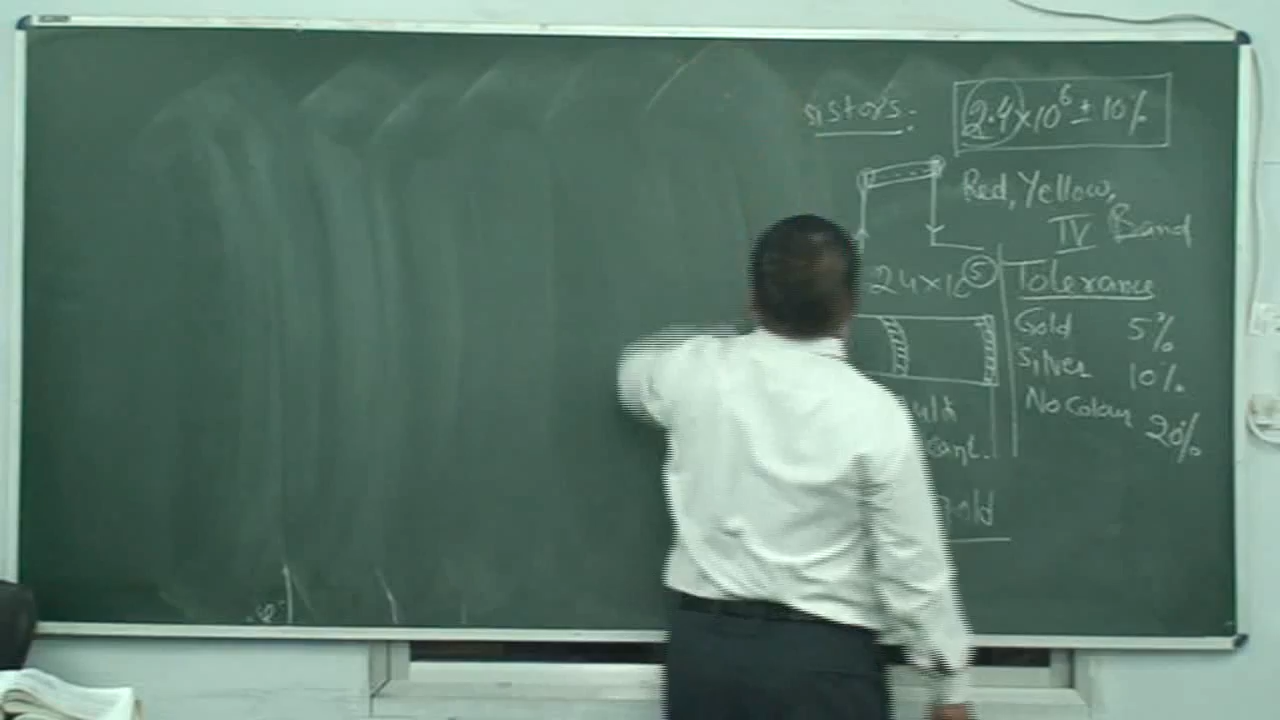 sistors:-
2.4×10⁶ ± 10%
Red, Yellow,
IV Band
24×10⁵
Tolerance
Gold 5%
Silver 10%
No Colour 20%